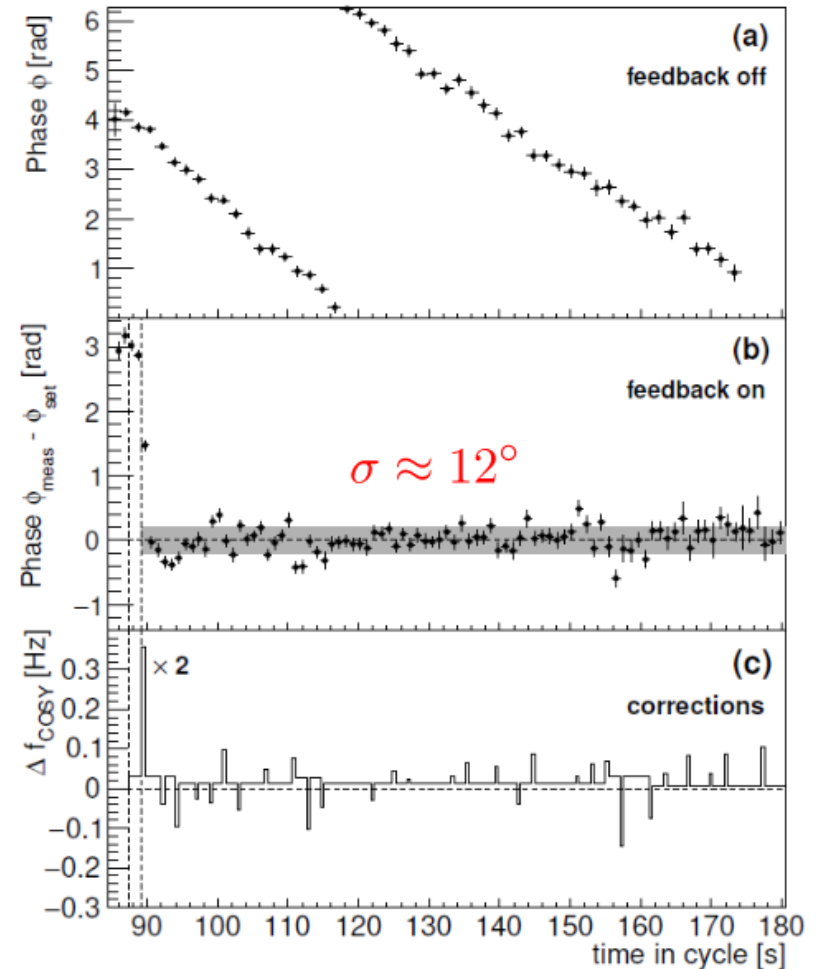 (a)
feedback off
Phase ϕ [rad]
6
5
4
3
2
1
(b)
feedback on
σ ≈ 12°
Phase ϕmeas - ϕset [rad]
3
2
1
0
−1
(c)
corrections
× 2
Δ fCOSY [Hz]
0.3
0.2
0.1
0
−0.1
−0.2
−0.3
90 100 110 120 130 140 150 160 170 180
time in cycle [s]